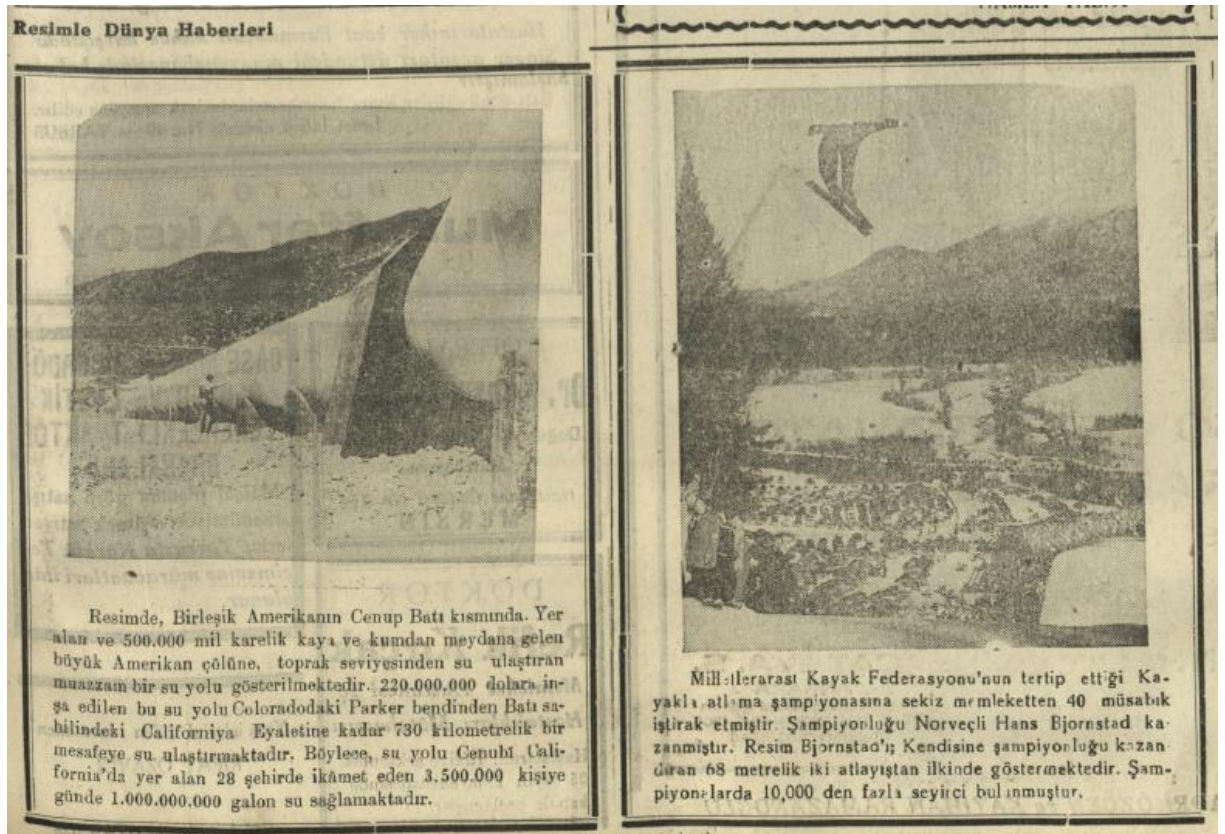 Resimle Dünya Haberleri
Resimde, Birleşik Amerikanın Cenup Batı kısmında. Yer
alan ve 500.000 mil karelik kaya ve kumdan meydana gelen
büyük Amerikan çölüne, toprak seviyesinden su ulaştıran
muazzam bir su yolu gösterilmektedir. 220.000.000 dolara in-
şa edilen bu su yolu Coloradodaki Parker bendinden Batı sa-
hilindeki Californiya Eyaletine kadar 730 kilometrelik bir
mesafeye su ulaştırmaktadır. Böylece, su yolu Cenubî Cali-
fornia'da yer alan 28 şehirde ikâmet eden 3.500.000 kişiye
günde 1.000.000.000 galon su sağlamaktadır.
Milletlerarası Kayak Federasyonu'nun tertip ettiği Ka-
yakla atlama şampiyonasına sekiz memleketten 40 müsabık
iştirak etmiştir. Şampiyonluğu Norveçli Hans Bjornstad ka-
zanmıştır. Resim Bjornstad'ı; Kendisine şampiyonluğu kazan
dıran 68 metrelik iki atlayıştan ilkinde göstermektedir. Şam-
piyonalarda 10,000 den fazla seyirci bulunmuştur.